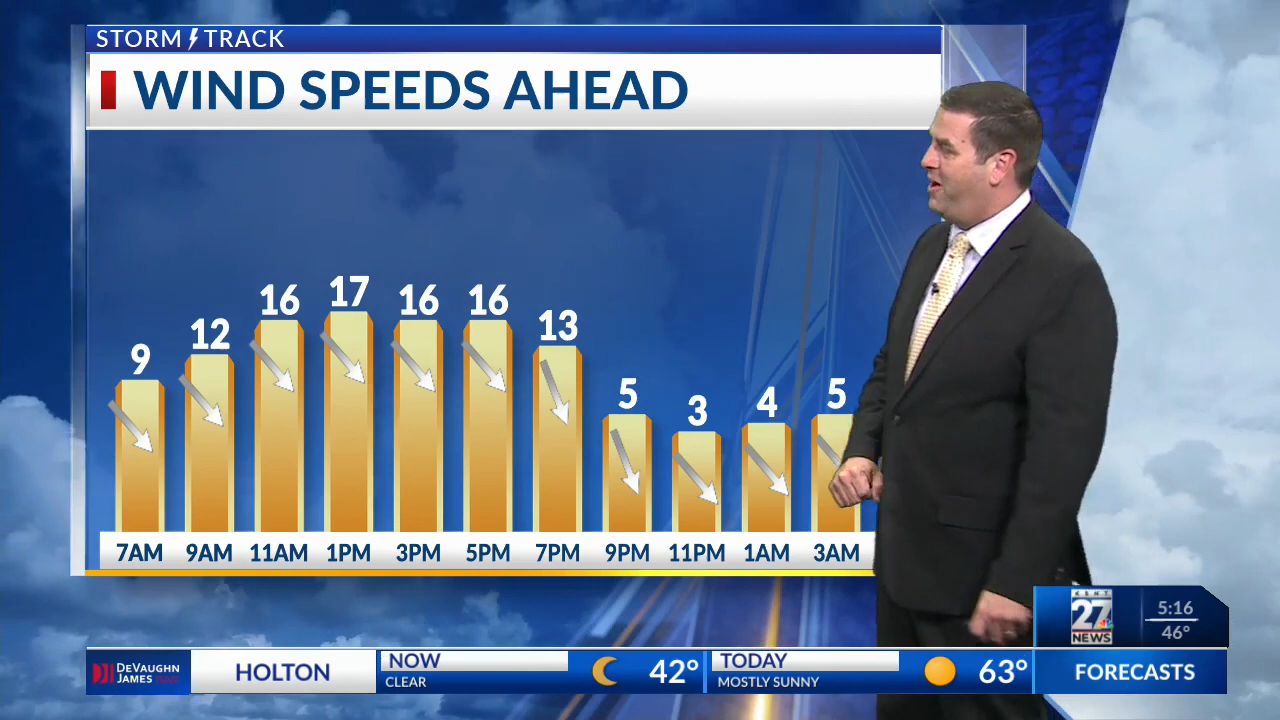 STORM TRACK
WIND SPEEDS AHEAD
9 12 16 17 16 16 13 5 3 4 5
7AM 9AM 11AM 1PM 3PM 5PM 7PM 9PM 11PM 1AM 3AM
KSNT
27
NEWS
5:16
46°
DEVAUGHN
JAMES
HOLTON
NOW
CLEAR
42°
TODAY
MOSTLY SUNNY
63°
FORECASTS